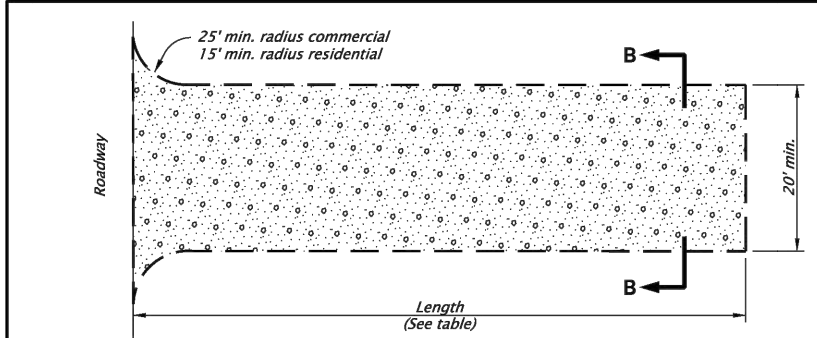 25' min. radius commercial
15' min. radius residential
B
Roadway
20' min.
B
Length
(See table)